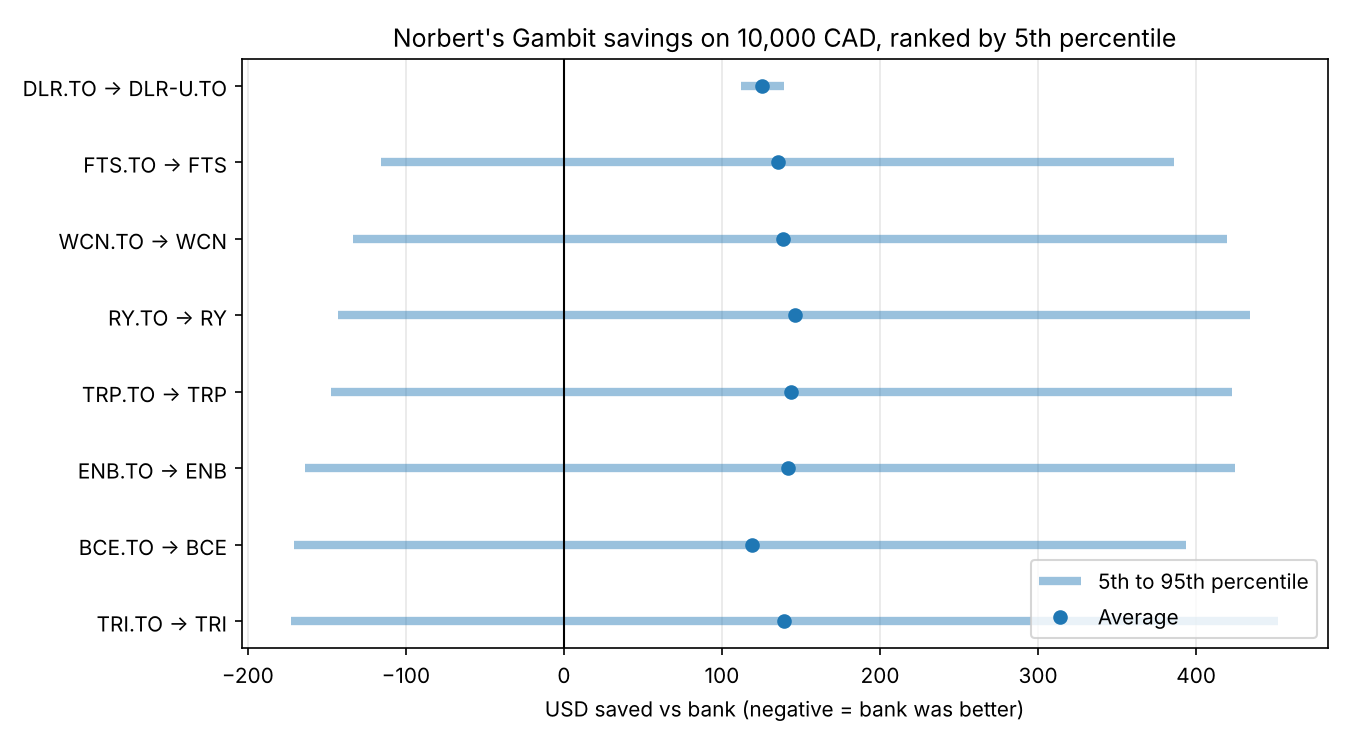 Norbert's Gambit savings on 10,000 CAD, ranked by 5th percentile
DLR.TO → DLR-U.TO
FTS.TO → FTS
WCN.TO → WCN
RY.TO → RY
TRP.TO → TRP
ENB.TO → ENB
BCE.TO → BCE
TRI.TO → TRI
5th to 95th percentile
Average
−200 −100 0 100 200 300 400
USD saved vs bank (negative = bank was better)